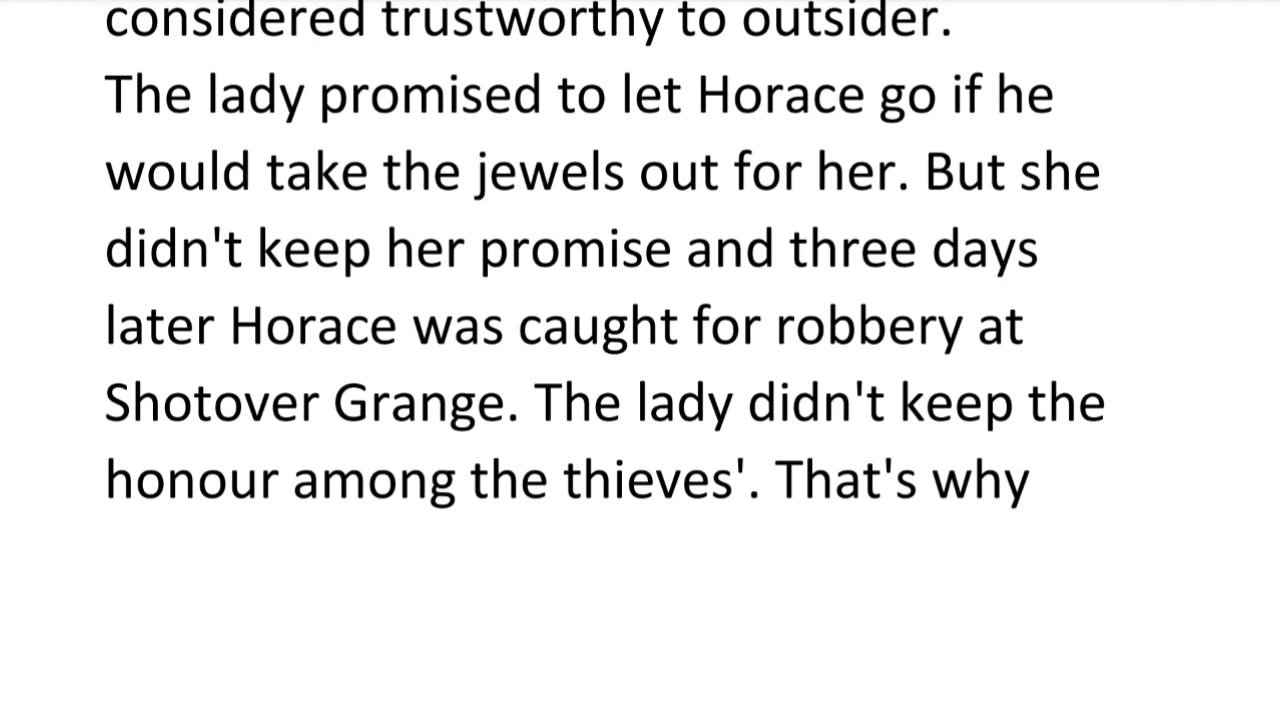 considered trustworthy to outsider.
The lady promised to let Horace go if he
would take the jewels out for her. But she
didn't keep her promise and three days
later Horace was caught for robbery at
Shotover Grange. The lady didn't keep the
honour among the thieves'. That's why